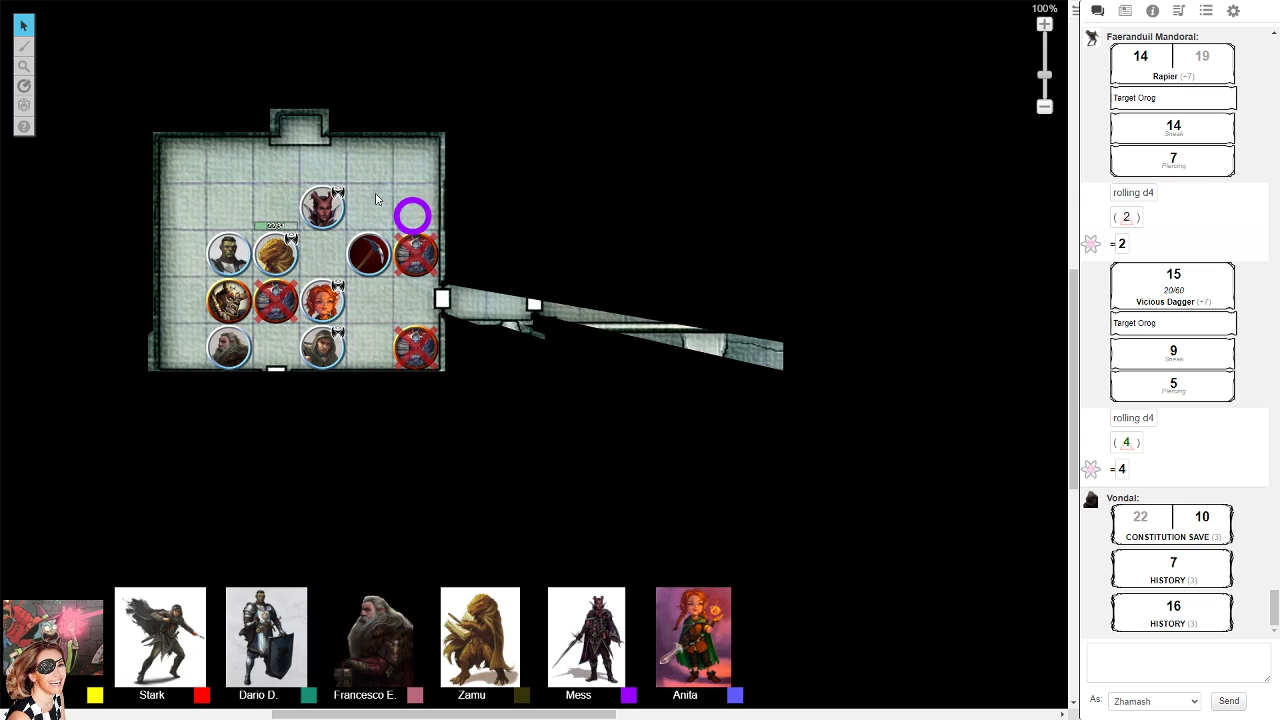 100%
Faeranduil Mandoral:
14 19
Rapier (+7)
Target Orog
14
Sneak
7
Piercing
rolling d4
( 2 )
=2
15
20/60
Vicious Dagger (+7)
Target Orog
9
Sneak
5
Piercing
rolling d4
( 4 )
=4
Vondal:
22 10
CONSTITUTION SAVE (3)
7
HISTORY (3)
16
HISTORY (3)
Stark
Dario D.
Francesco E.
Zamu
Mess
Anita
As:
Zhamash
Send